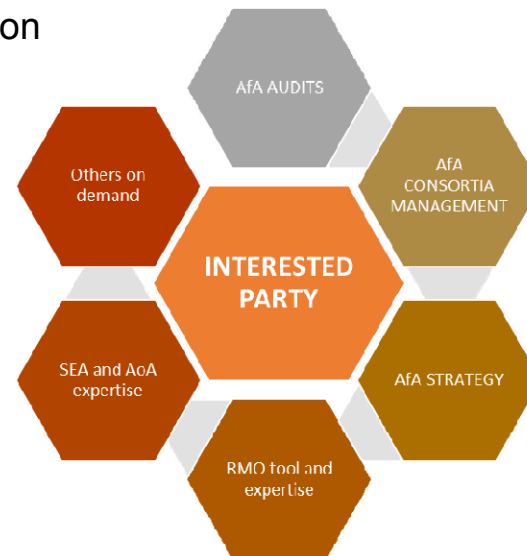 on
AfA AUDITS
AfA
CONSORTIA
MANAGEMENT
Others on
demand
INTERESTED
PARTY
SEA and AoA
expertise
AfA STRATEGY
RMO tool and
expertise